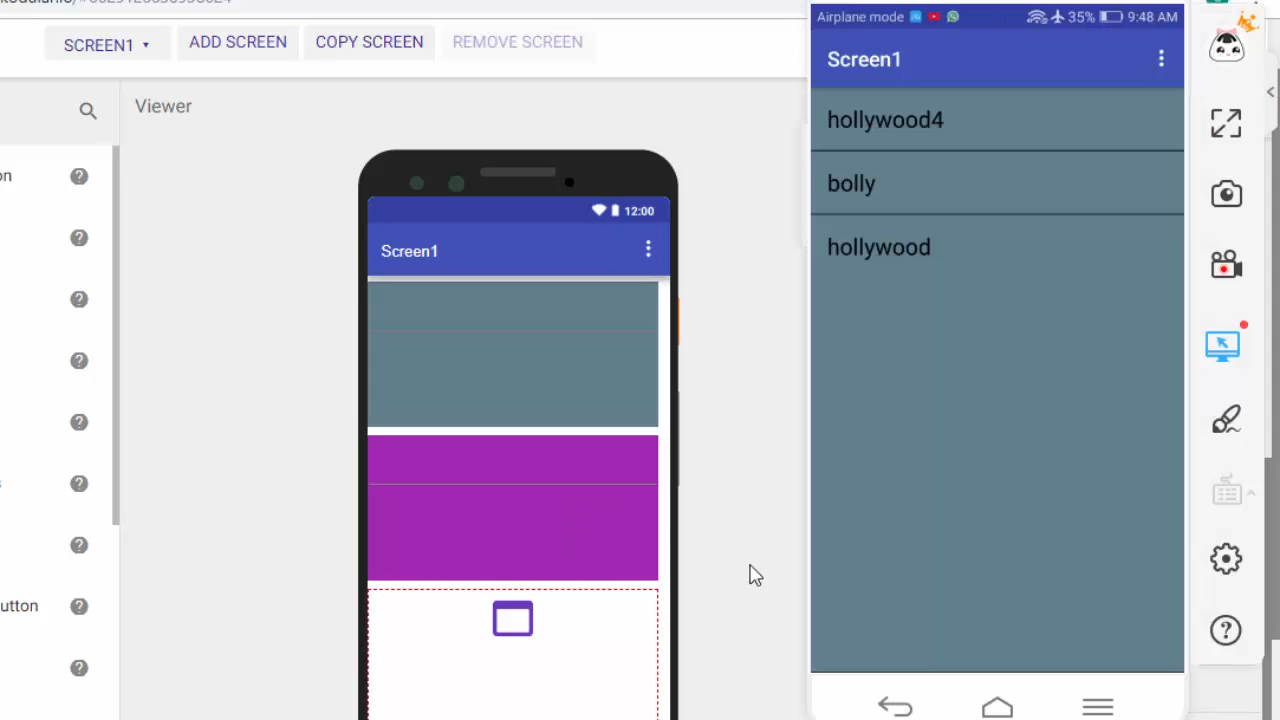 SCREEN1 ▾
ADD SCREEN
COPY SCREEN
REMOVE SCREEN
Viewer
on
utton
12:00
Screen1
Airplane mode
35%
9:48 AM
Screen1
hollywood4
bolly
hollywood